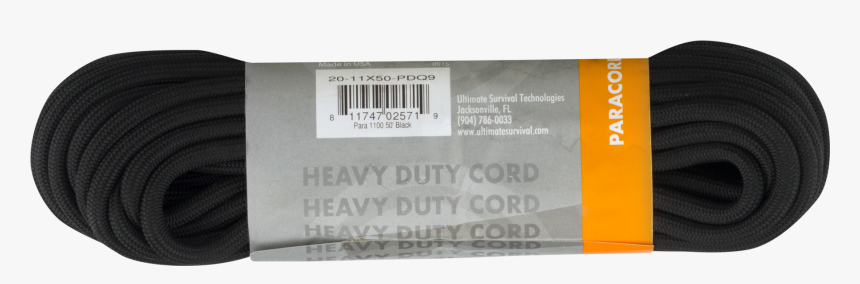 Made in USA
20-11X50-PDQ9
8 11747 02571 9
Para 1100 50' Black
Ultimate Survival Technologies
Jacksonville, FL
(904) 786-0033
www.ultimatesurvival.com
PARACORD
HEAVY DUTY CORD
HEAVY DUTY CORD
HEAVY DUTY CORD
HEAVY DUTY CORD